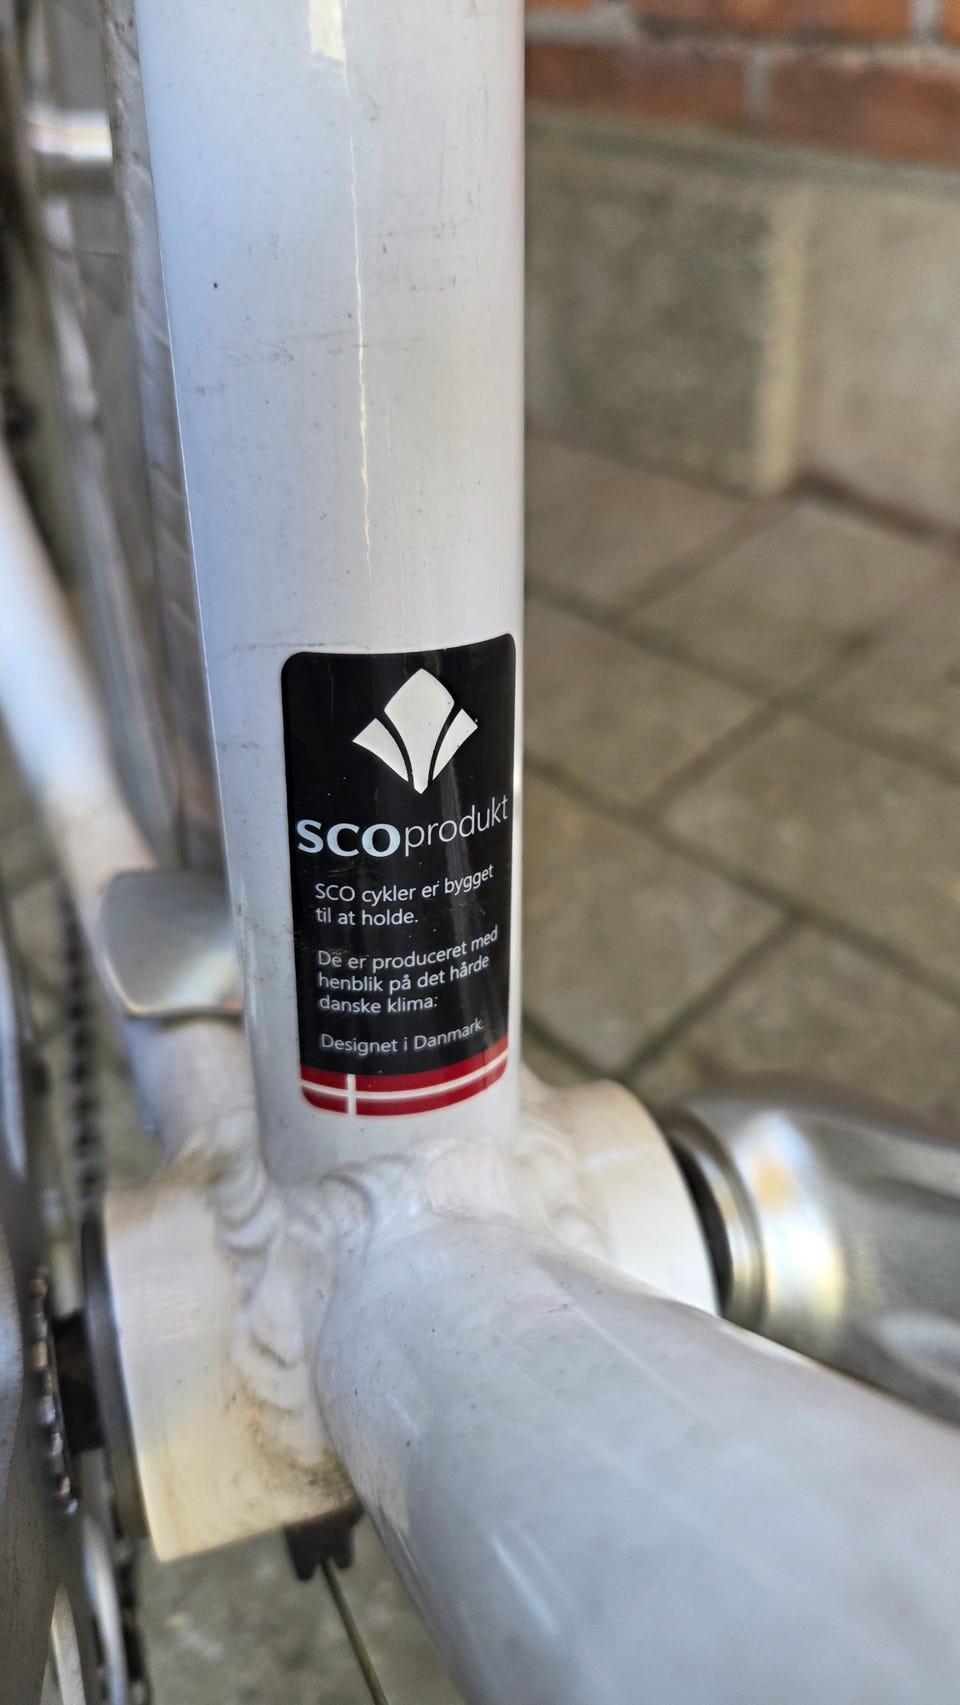 SCOprodukt
SCO cykler er bygget
til at holde.
De er produceret med
henblik på det hårde
danske klima:
Designet i Danmark.